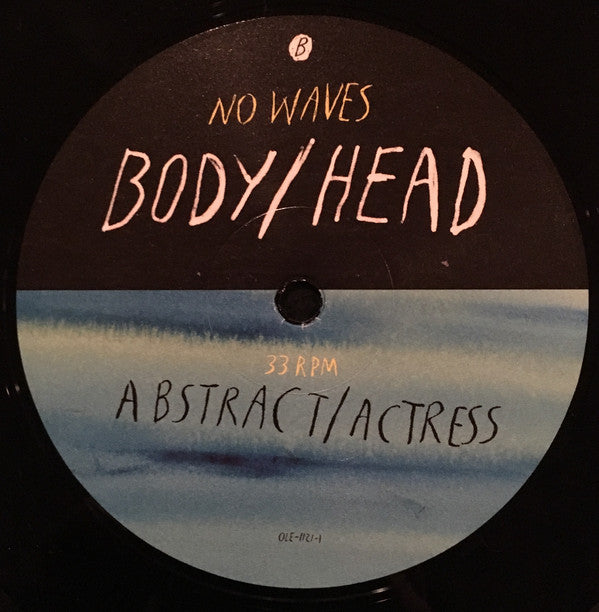 B
NO WAVES
BODY/HEAD
33 RPM
ABSTRACT/ACTRESS
OLE-1121-1